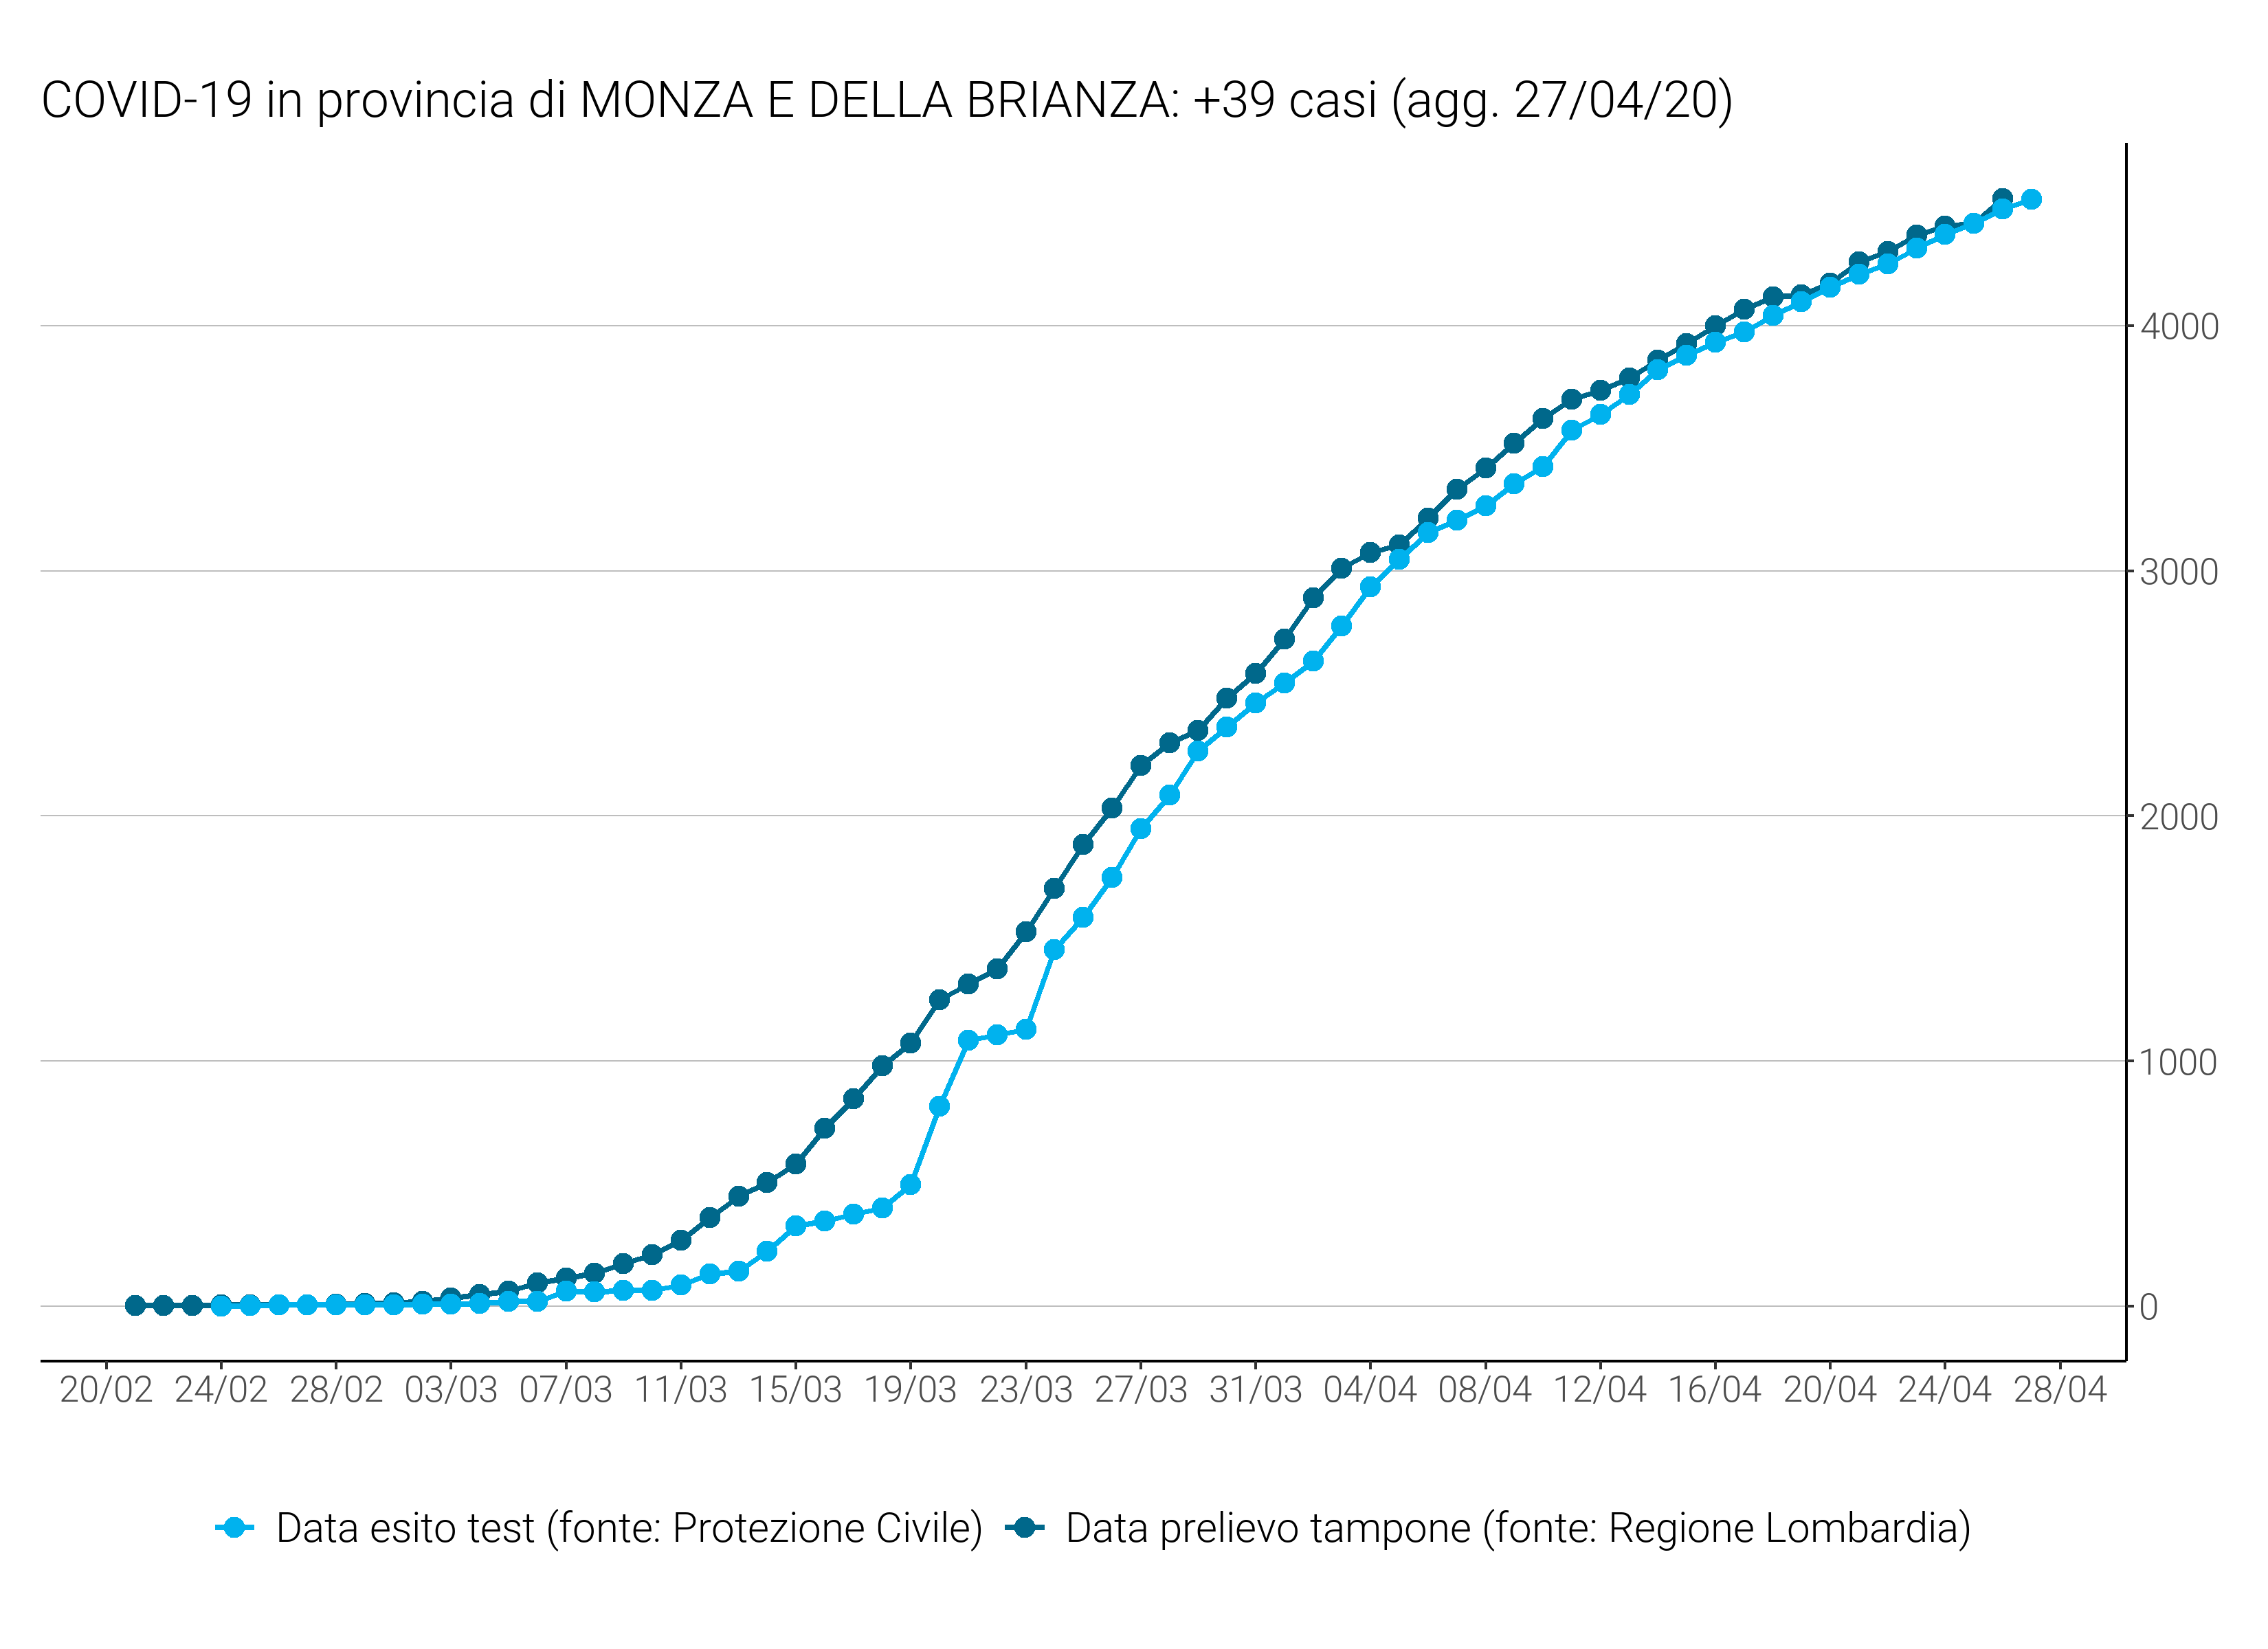 COVID-19 in provincia di MONZA E DELLA BRIANZA: +39 casi (agg. 27/04/20)
4000
3000
2000
1000
0
20/02 24/02 28/02 03/03 07/03 11/03 15/03 19/03 23/03 27/03 31/03 04/04 08/04 12/04 16/04 20/04 24/04 28/04
Data esito test (fonte: Protezione Civile) Data prelievo tampone (fonte: Regione Lombardia)